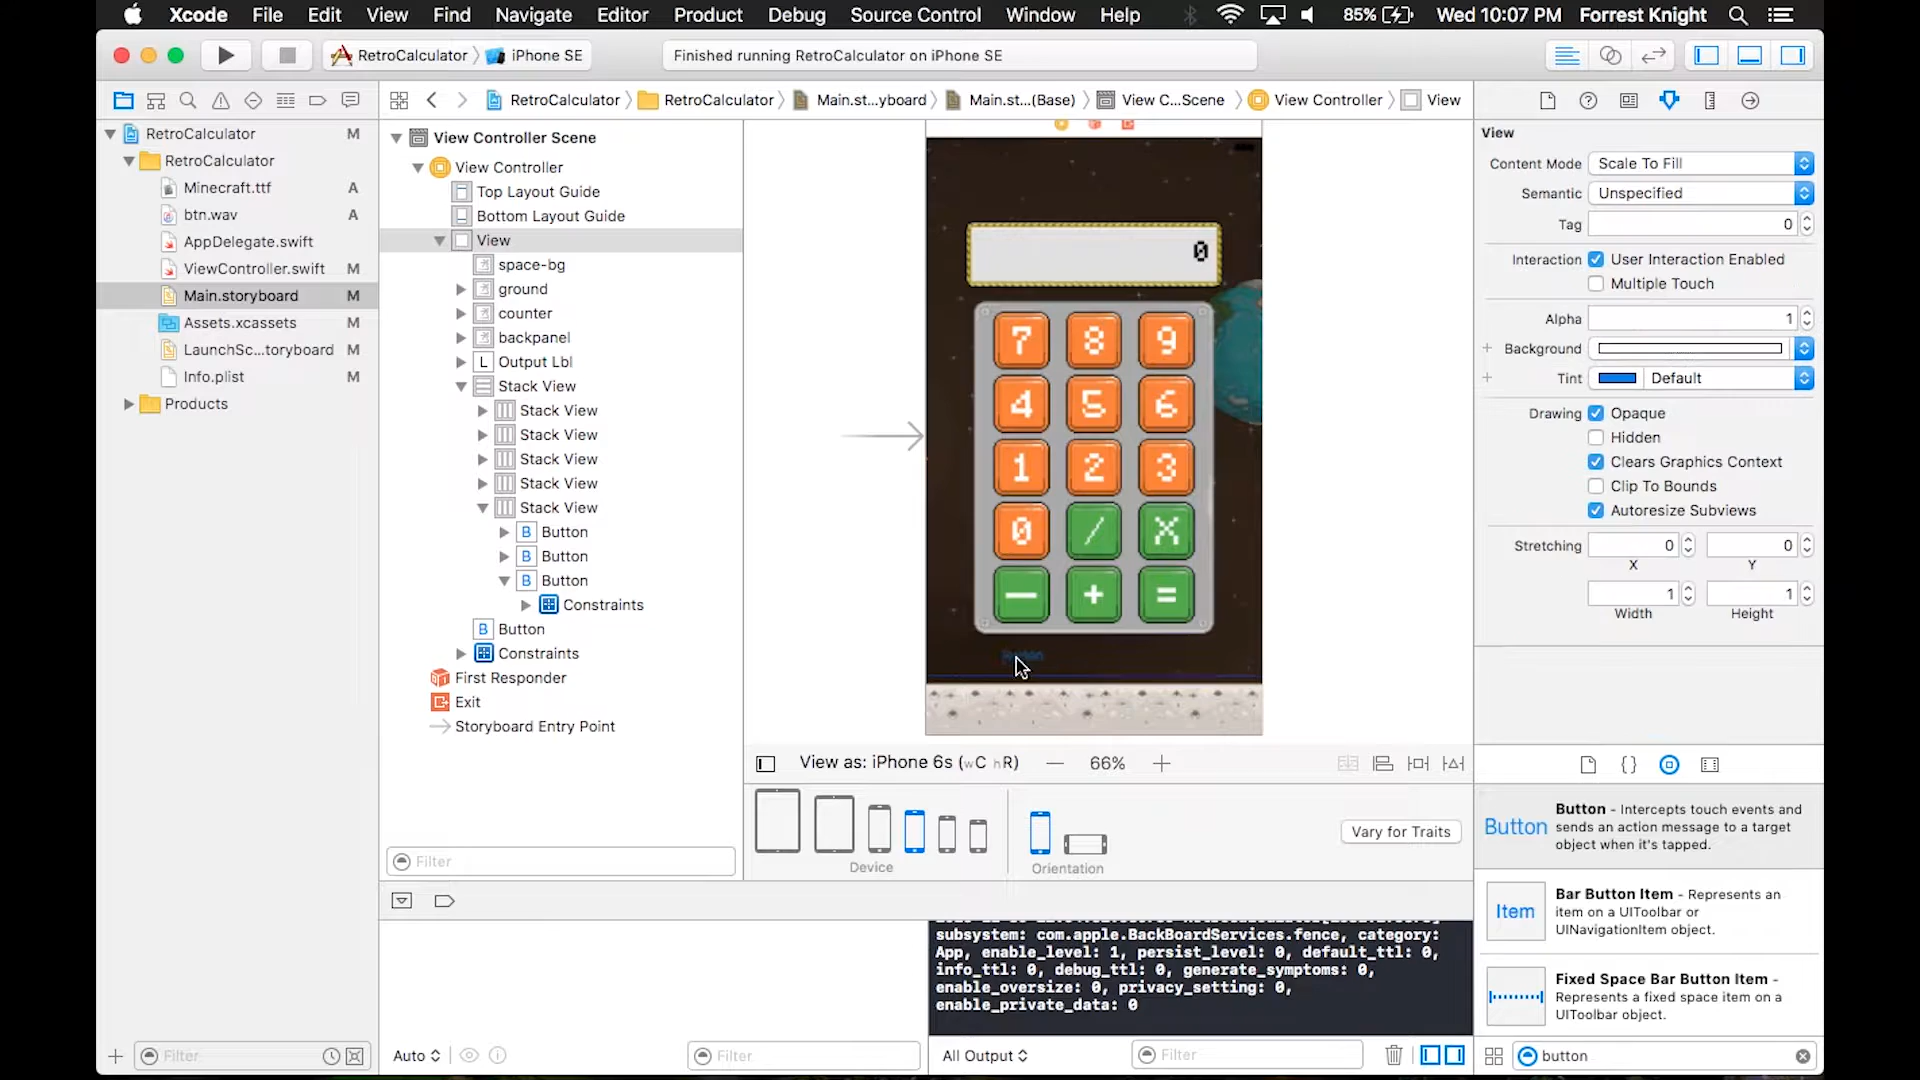 Xcode File Edit View Find Navigate Editor Product Debug Source Control Window Help 85% Wed 10:07 PM Forrest Knight
RetroCalculator iPhone SE Finished running RetroCalculator on iPhone SE
RetroCalculator RetroCalculator Main.st...yboard Main.st...(Base) View C...Scene View Controller View
RetroCalculator M
RetroCalculator
Minecraft.ttf A
btn.wav A
AppDelegate.swift
ViewController.swift M
Main.storyboard M
Assets.xcassets M
LaunchSc...toryboard M
Info.plist M
Products
Filter
View Controller Scene
View Controller
Top Layout Guide
Bottom Layout Guide
View
space-bg
ground
counter
backpanel
L Output Lbl
Stack View
Stack View
Stack View
Stack View
Stack View
Stack View
B Button
B Button
B Button
Constraints
B Button
Constraints
First Responder
Exit
Storyboard Entry Point
Filter
0
7 8 9
4 5 6
1 2 3
0 / X
— + =
View as: iPhone 6s (wC hR) — 66% +
Device
Orientation
Vary for Traits
View
Content Mode Scale To Fill
Semantic Unspecified
Tag 0
Interaction User Interaction Enabled
Multiple Touch
Alpha 1
+ Background
+ Tint Default
Drawing Opaque
Hidden
Clears Graphics Context
Clip To Bounds
Autoresize Subviews
Stretching 0 0
X Y
1 1
Width Height
{}
Button
Button - Intercepts touch events and
sends an action message to a target
object when it's tapped.
Item
Bar Button Item - Represents an
item on a UIToolbar or
UINavigationItem object.
Fixed Space Bar Button Item -
Represents a fixed space item on a
UIToolbar object.
button
subsystem: com.apple.BackBoardServices.fence, category:
App, enable_level: 1, persist_level: 0, default_ttl: 0,
info_ttl: 0, debug_ttl: 0, generate_symptoms: 0,
enable_oversize: 0, privacy_setting: 0,
enable_private_data: 0
Auto Filter
All Output Filter